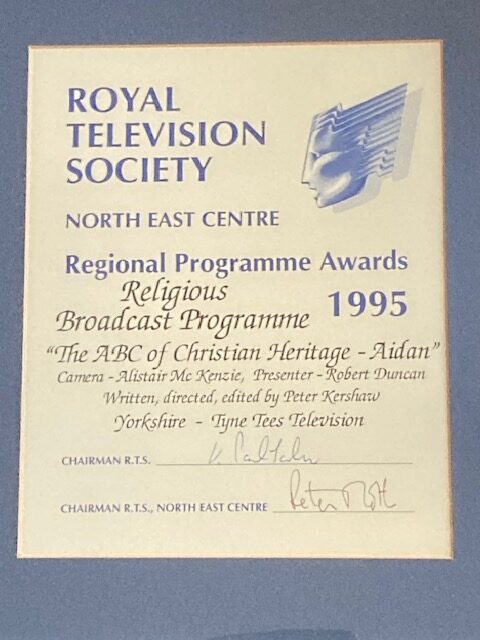 ROYAL
TELEVISION
SOCIETY
NORTH EAST CENTRE
Regional Programme Awards
Religious
Broadcast Programme 1995
"The ABC of Christian Heritage - Aidan"
Camera - Alistair Mc Kenzie, Presenter - Robert Duncan
Written, directed, edited by Peter Kershaw
Yorkshire - Tyne Tees Television
CHAIRMAN R.T.S.
CHAIRMAN R.T.S., NORTH EAST CENTRE Peter